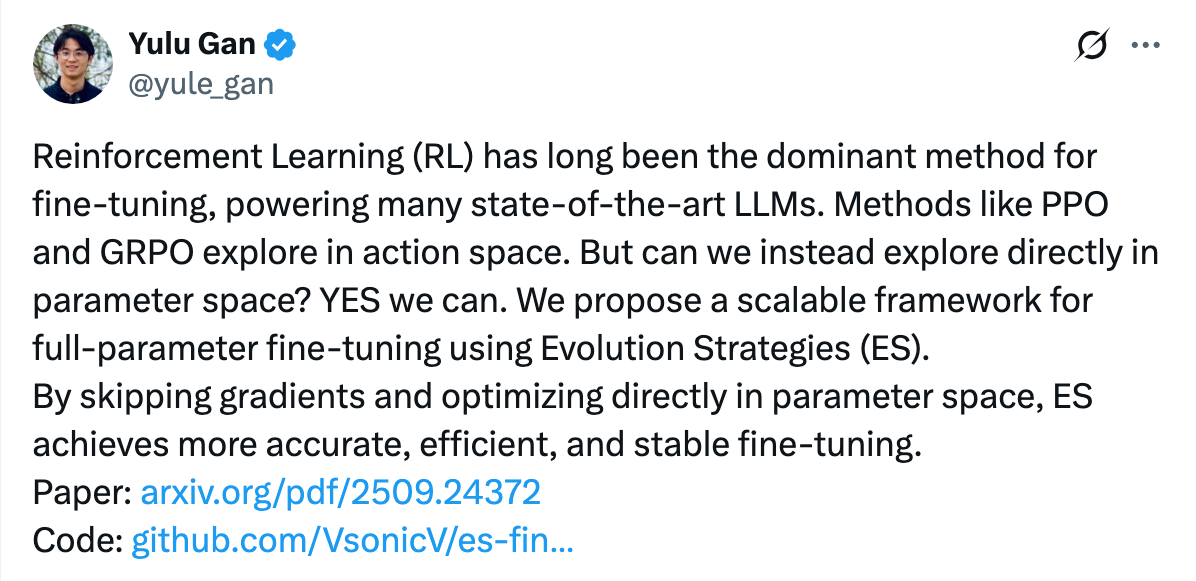 Yulu Gan
@yule_gan
Reinforcement Learning (RL) has long been the dominant method for
fine-tuning, powering many state-of-the-art LLMs. Methods like PPO
and GRPO explore in action space. But can we instead explore directly in
parameter space? YES we can. We propose a scalable framework for
full-parameter fine-tuning using Evolution Strategies (ES).
By skipping gradients and optimizing directly in parameter space, ES
achieves more accurate, efficient, and stable fine-tuning.
Paper: arxiv.org/pdf/2509.24372
Code: github.com/VsonicV/es-fin...